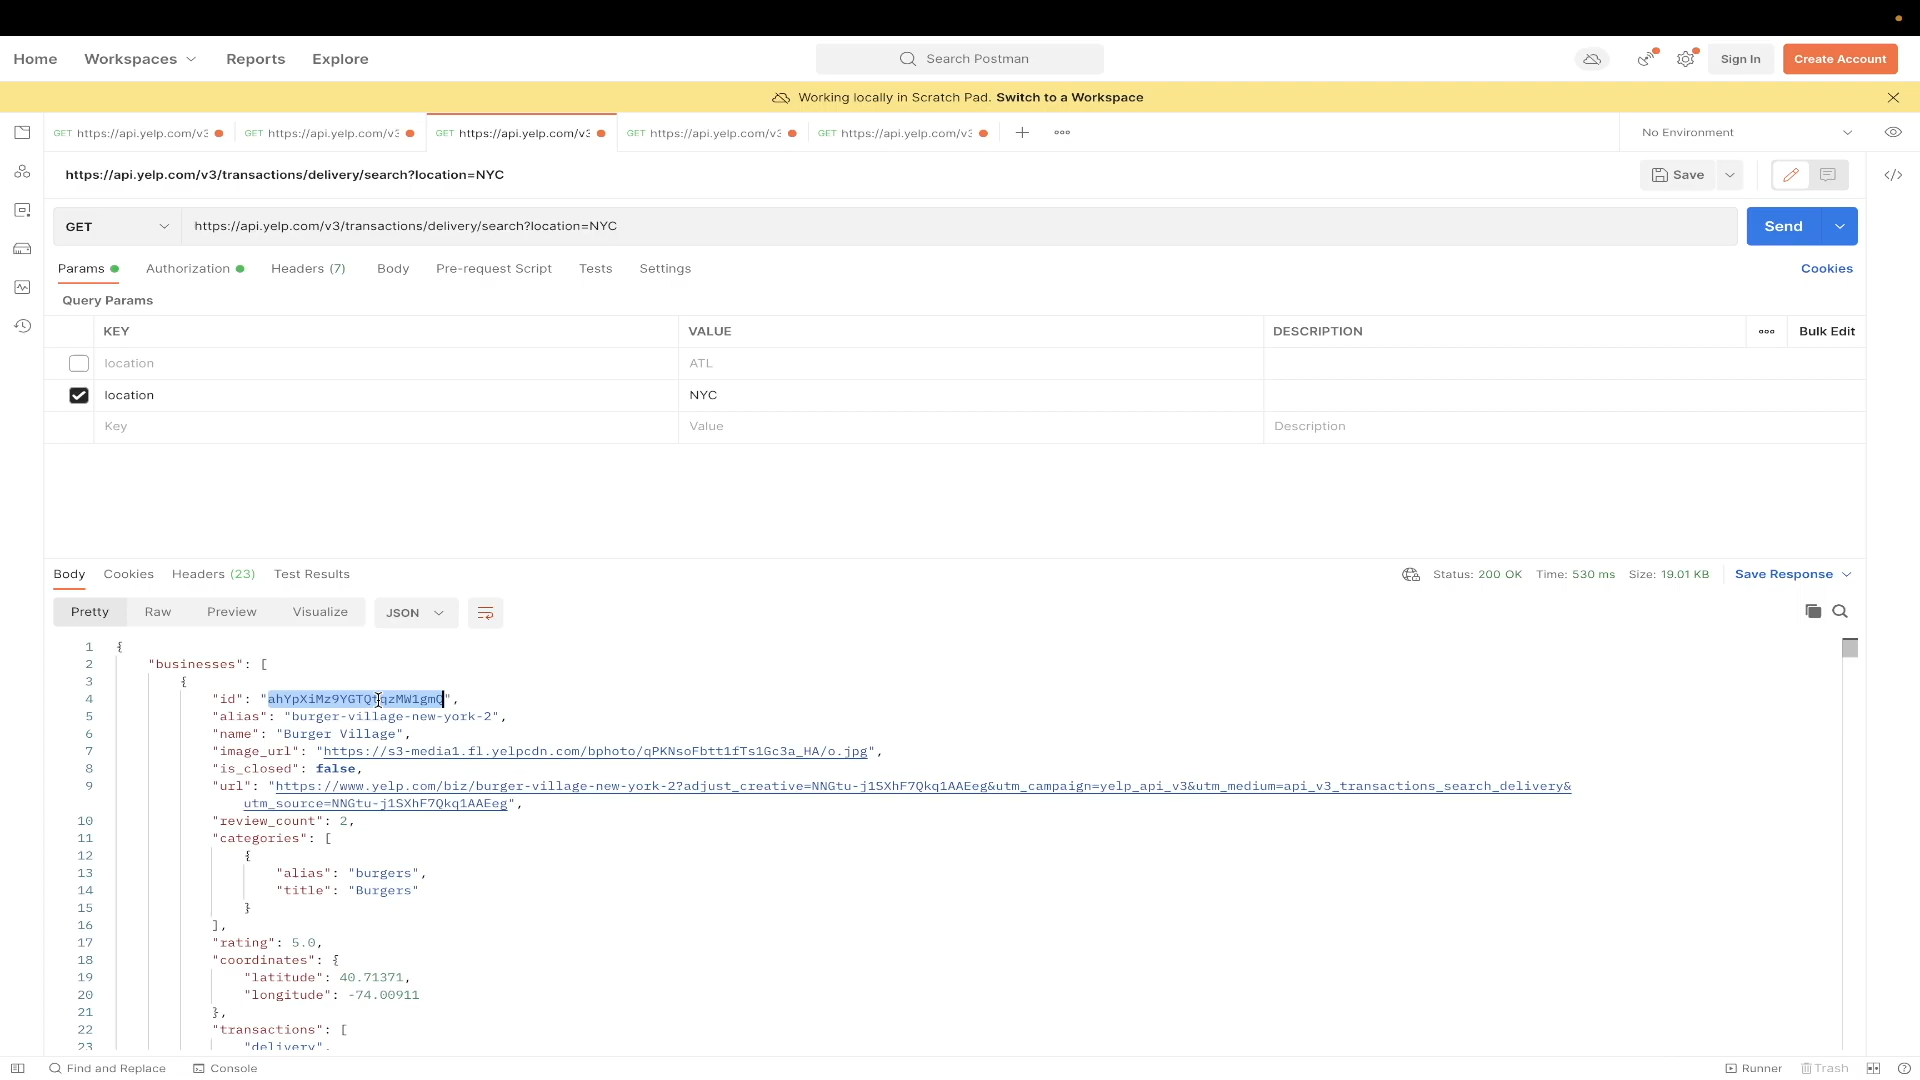 Home Workspaces Reports Explore Search Postman Sign In Create Account
Working locally in Scratch Pad. Switch to a Workspace
GET https://api.yelp.com/v3 GET https://api.yelp.com/v3 GET https://api.yelp.com/v3 GET https://api.yelp.com/v3 GET https://api.yelp.com/v3 No Environment
https://api.yelp.com/v3/transactions/delivery/search?location=NYC Save
GET https://api.yelp.com/v3/transactions/delivery/search?location=NYC Send
Params Authorization Headers (7) Body Pre-request Script Tests Settings Cookies
Query Params
KEY VALUE DESCRIPTION Bulk Edit
location ATL
location NYC
Key Value Description
Body Cookies Headers (23) Test Results Status: 200 OK Time: 530 ms Size: 19.01 KB Save Response
Pretty Raw Preview Visualize JSON
1 {
2 "businesses": [
3 {
4 "id": "ahYpXiMz9YGTQtqzMW1gmQ",
5 "alias": "burger-village-new-york-2",
6 "name": "Burger Village",
7 "image_url": "https://s3-media1.fl.yelpcdn.com/bphoto/qPKNsoFbtt1fTs1Gc3a_HA/o.jpg",
8 "is_closed": false,
9 "url": "https://www.yelp.com/biz/burger-village-new-york-2?adjust_creative=NNGtu-j1SXhF7Qkq1AAEeg&utm_campaign=yelp_api_v3&utm_medium=api_v3_transactions_search_delivery&
utm_source=NNGtu-j1SXhF7Qkq1AAEeg",
10 "review_count": 2,
11 "categories": [
12 {
13 "alias": "burgers",
14 "title": "Burgers"
15 }
16 ],
17 "rating": 5.0,
18 "coordinates": {
19 "latitude": 40.71371,
20 "longitude": -74.00911
21 },
22 "transactions": [
23 "delivery",
Find and Replace Console Runner Trash